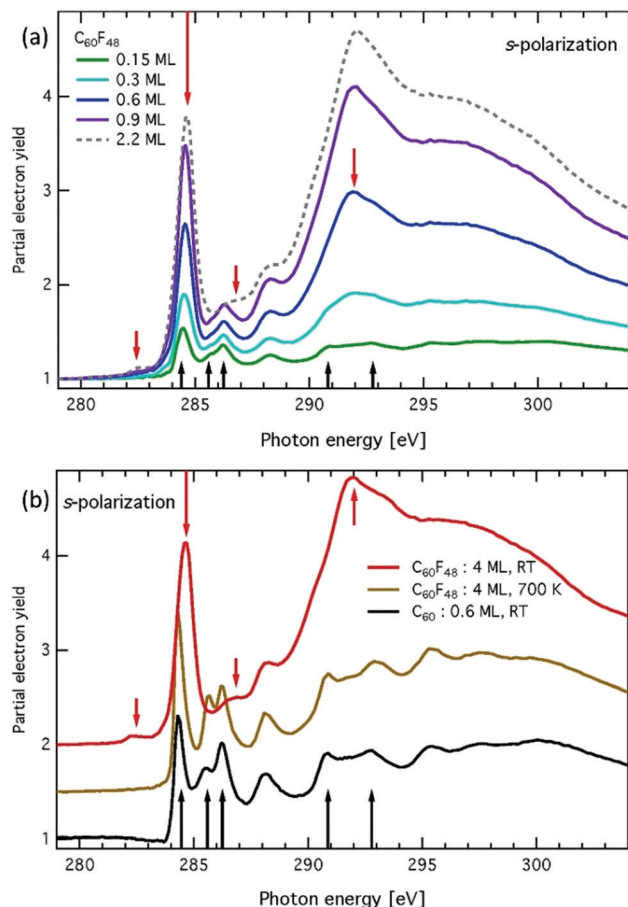 (a)
C₆₀F₄₈
0.15 ML
0.3 ML
0.6 ML
0.9 ML
2.2 ML
s-polarization
Partial electron yield
4
3
2
1
280 285 290 295 300
Photon energy [eV]
(b)
s-polarization
C₆₀F₄₈ : 4 ML, RT
C₆₀F₄₈ : 4 ML, 700 K
C₆₀ : 0.6 ML, RT
Partial electron yield
4
3
2
1
280 285 290 295 300
Photon energy [eV]